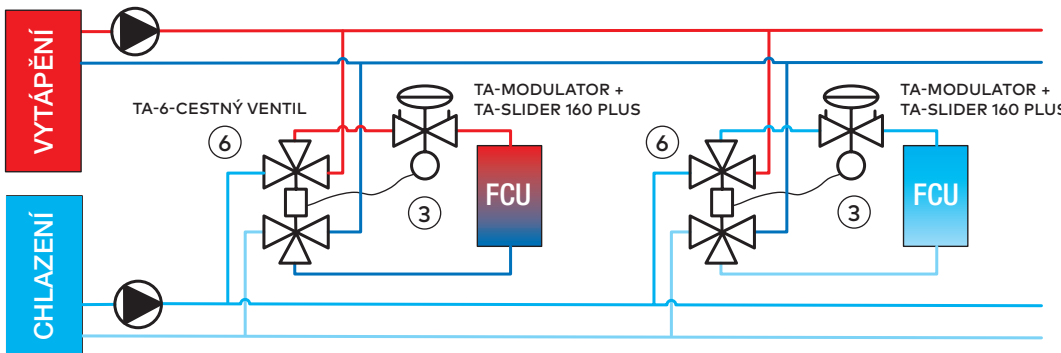 VYTÁPĚNÍ
TA-6-CESTNÝ VENTIL
6
TA-MODULATOR +
TA-SLIDER 160 PLUS
3
FCU
6
TA-MODULATOR +
TA-SLIDER 160 PLUS
3
FCU
CHLAZENÍ